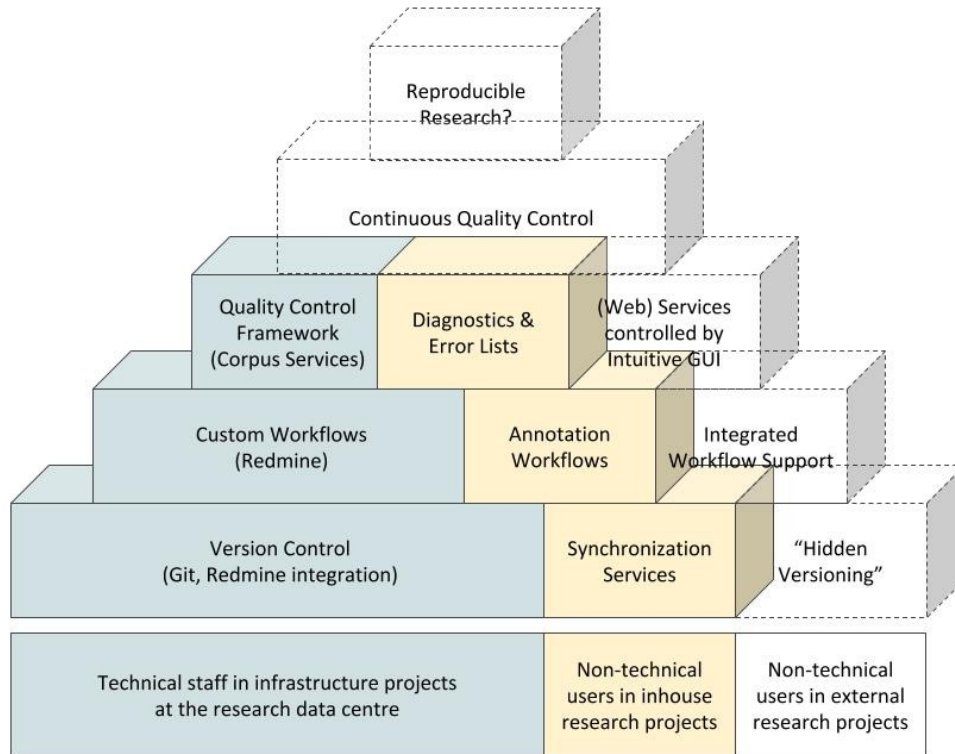 Reproducible
Research?
Continuous Quality Control
Quality Control
Framework
(Corpus Services)
Diagnostics &
Error Lists
(Web) Services
controlled by
Intuitive GUI
Custom Workflows
(Redmine)
Annotation
Workflows
Integrated
Workflow Support
Version Control
(Git, Redmine integration)
Synchronization
Services
“Hidden
Versioning”
Technical staff in infrastructure projects
at the research data centre
Non-technical
users in inhouse
research projects
Non-technical
users in external
research projects